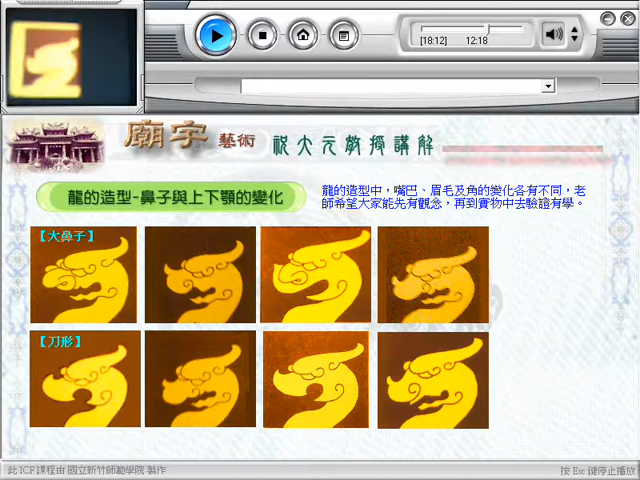 [18:12] 12:18
廟宇 藝術 祝大元教授講解
龍的造型-鼻子與上下顎的變化
龍的造型中，嘴巴、眉毛及角的變化各有不同，老
師希望大家能先有觀念，再到實物中去驗證有學。
【大鼻子】
【刀形】
此 ICF 課程由 國立新竹師範學院 製作
按 Esc 鍵停止播放